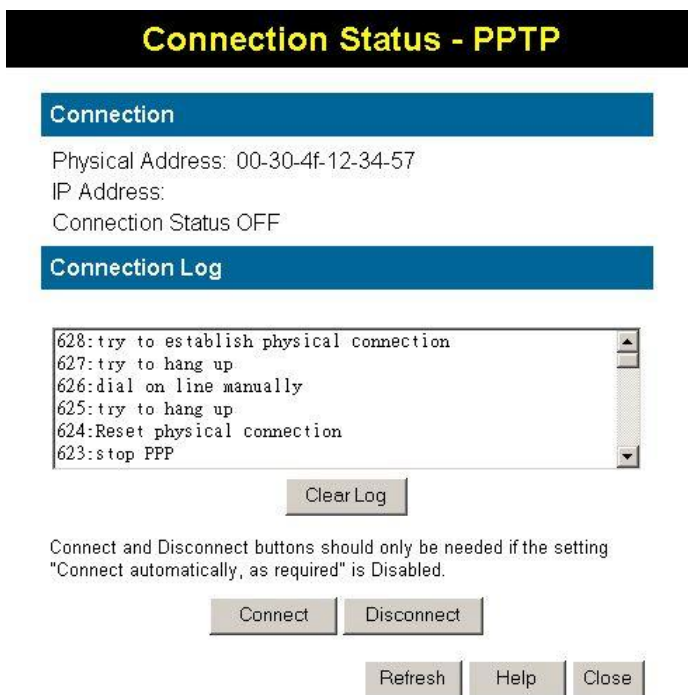 Connection Status - PPTP
Connection
Physical Address: 00-30-4f-12-34-57
IP Address:
Connection Status OFF
Connection Log
628:try to establish physical connection
627:try to hang up
626:dial on line manually
625:try to hang up
624:Reset physical connection
623:stop PPP
Clear Log
Connect and Disconnect buttons should only be needed if the setting
"Connect automatically, as required" is Disabled.
Connect Disconnect
Refresh Help Close